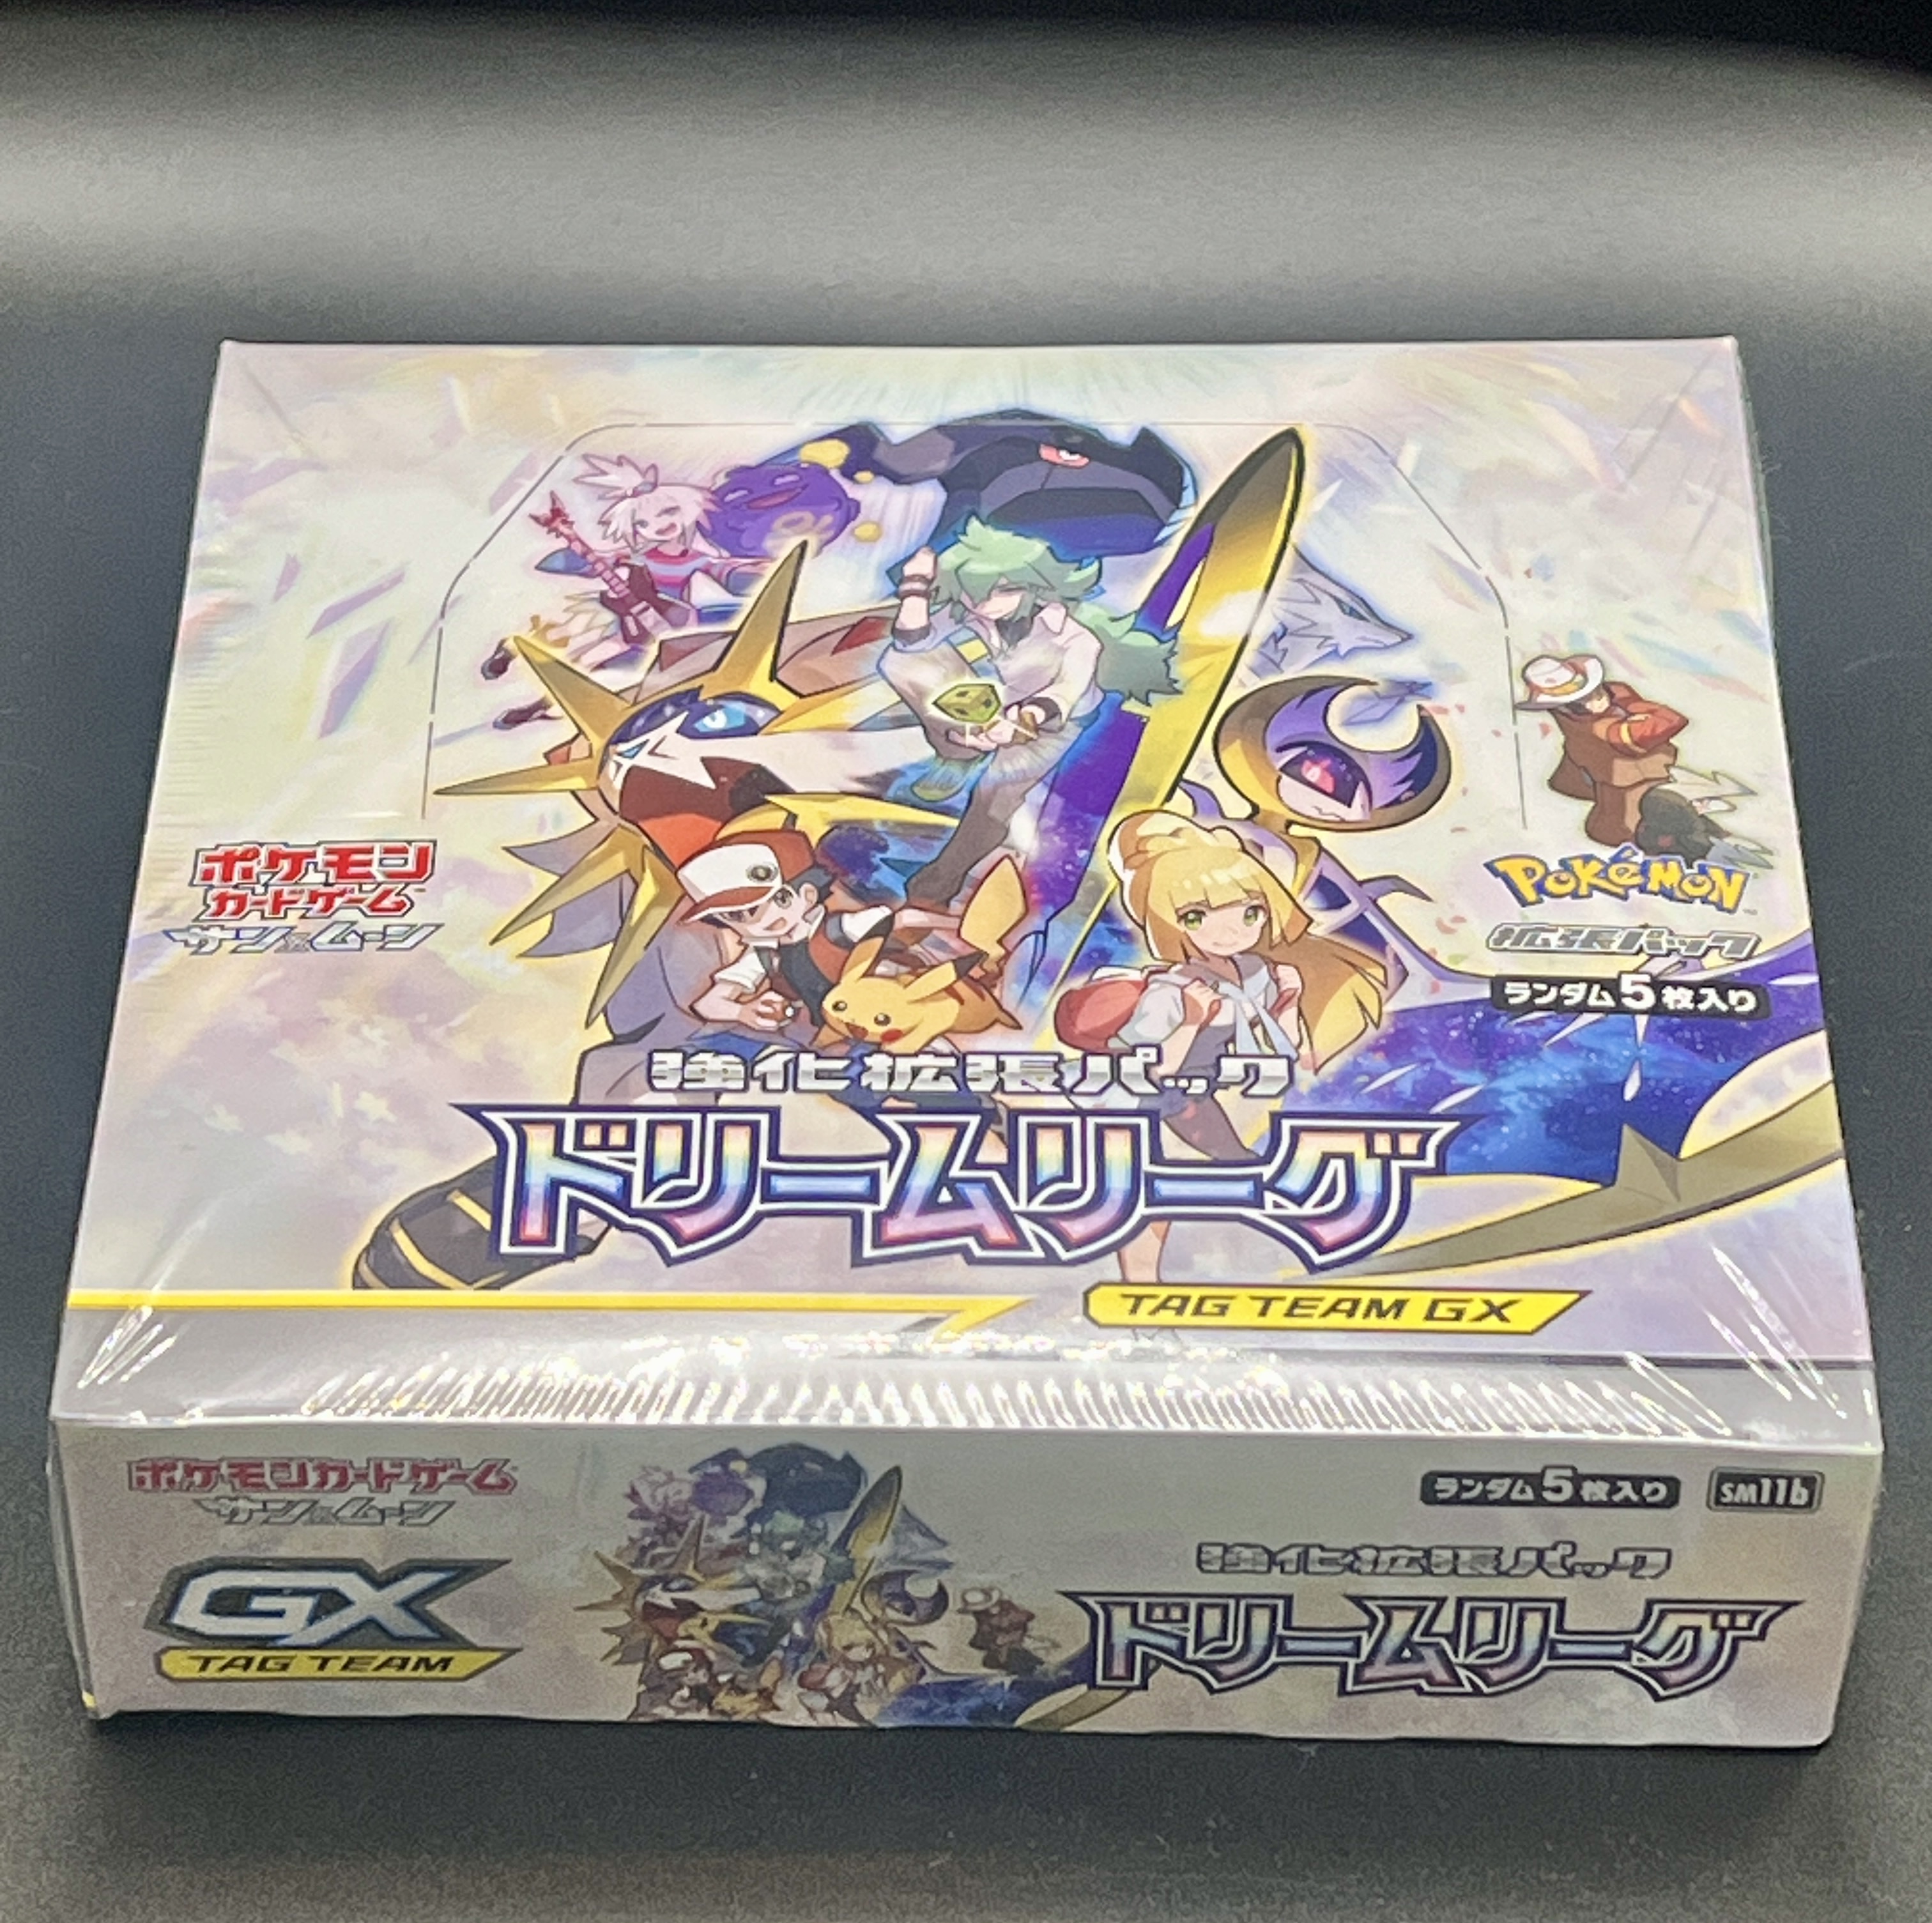 ポケモン
カードゲーム
サン&ムーン
Pokémon
拡張パック
ランダム5枚入り
強化拡張パック
ドリームリーグ
TAG TEAM GX
ポケモンカードゲーム
サン&ムーン
GX
TAG TEAM
ランダム5枚入り
SM11b
強化拡張パック
ドリームリーグ